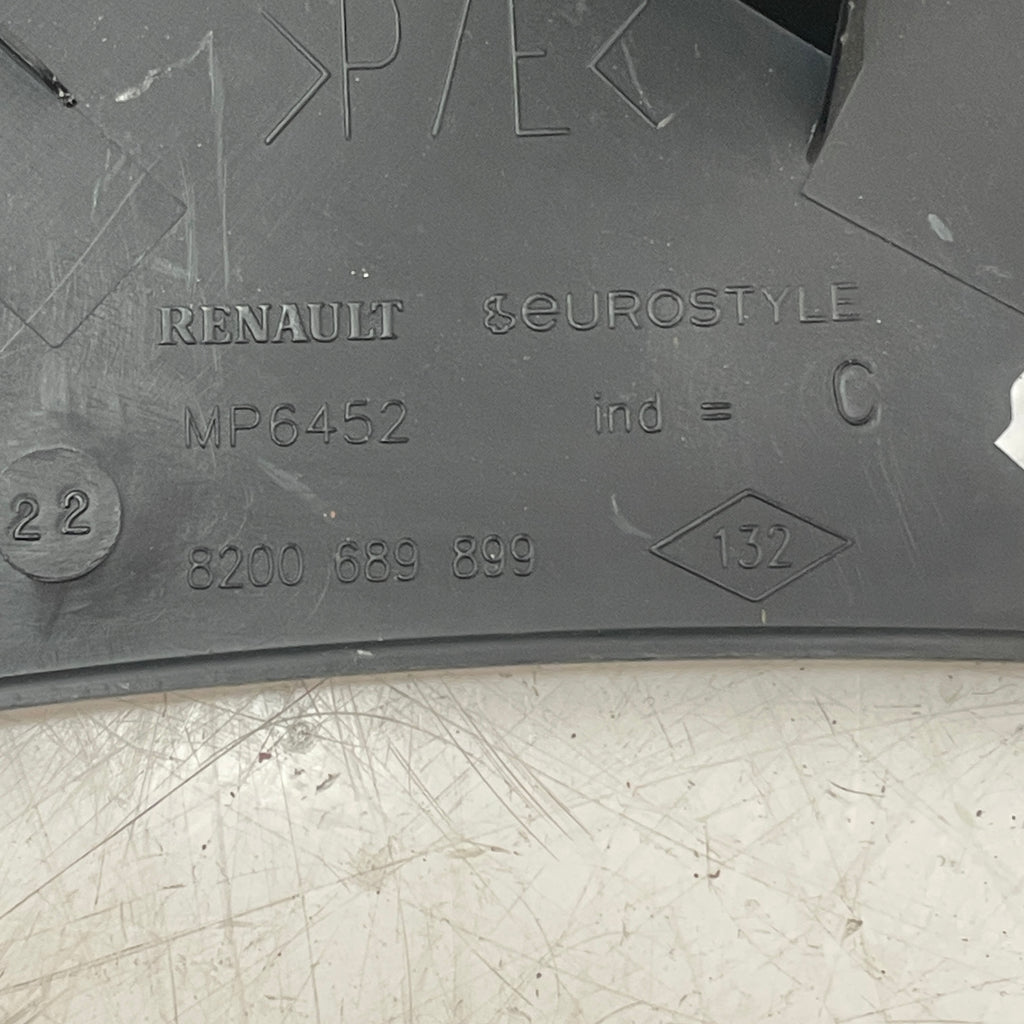 >P/E<
RENAULT eUROSTYLE
MP6452 ind = C
22
8200 689 899 132